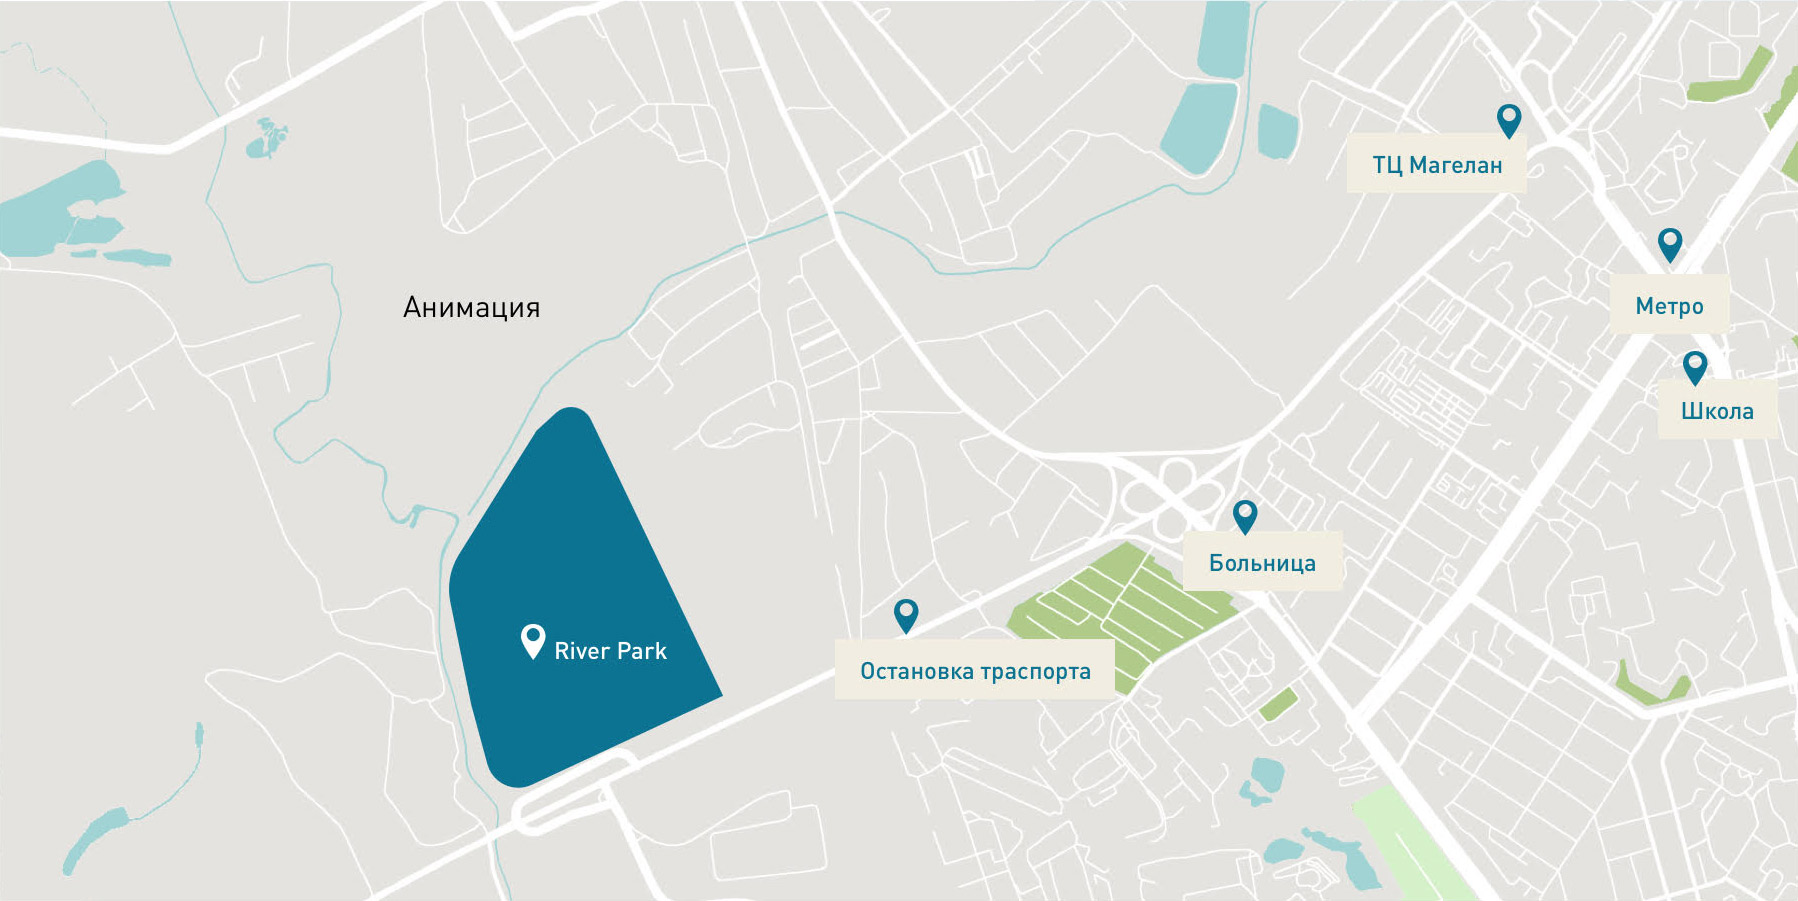 ТЦ Магелан
Метро
Анимация
Школа
Больница
River Park
Остановка траспорта